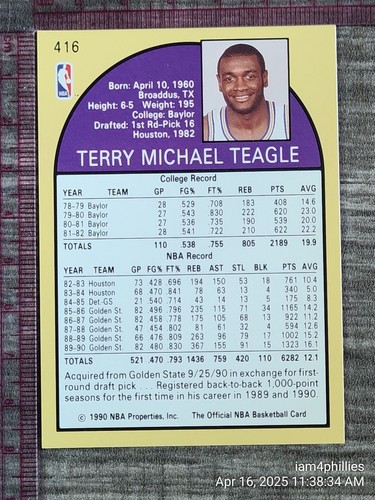 416
NBA
Born: April 10, 1960
Broaddus, TX
Height: 6-5 Weight: 195
College: Baylor
Drafted: 1st Rd-Pick 16
Houston, 1982
TERRY MICHAEL TEAGLE
College Record
YEAR TEAM GP FG% FT% REB PTS AVG
78-79 Baylor 28 .529 .708 183 408 14.6
79-80 Baylor 27 .543 .830 222 620 23.0
80-81 Baylor 27 .536 .735 190 539 20.0
81-82 Baylor 28 .541 .722 210 622 22.2
TOTALS 110 .538 .755 805 2189 19.9
NBA Record
YEAR TEAM GP FG% FT% REB AST STL BLK PTS AVG
82-83 Houston 73 .428 .696 194 150 53 18 761 10.4
83-84 Houston 68 .470 .841 78 63 13 4 340 5.0
84-85 Det-GS 21 .540 .714 43 14 13 5 175 8.3
85-86 Golden St. 82 .496 .796 235 115 71 34 1165 14.2
86-87 Golden St. 82 .458 .778 175 105 68 13 922 11.2
87-88 Golden St. 47 .454 .802 81 61 32 4 594 12.6
88-89 Golden St. 66 .476 .809 263 96 79 17 1002 15.2
89-90 Golden St. 82 .480 .830 367 155 91 15 1323 16.1
TOTALS 521 .470 .793 1436 759 420 110 6282 12.1
Acquired from Golden State 9/25/90 in exchange for first-
round draft pick . . . Registered back-to-back 1,000-point
seasons for the first time in his career in 1989 and 1990.
© 1990 NBA Properties, Inc. The Official NBA Basketball Card
iam4phillies
Apr 16, 2025 11:38:34 AM